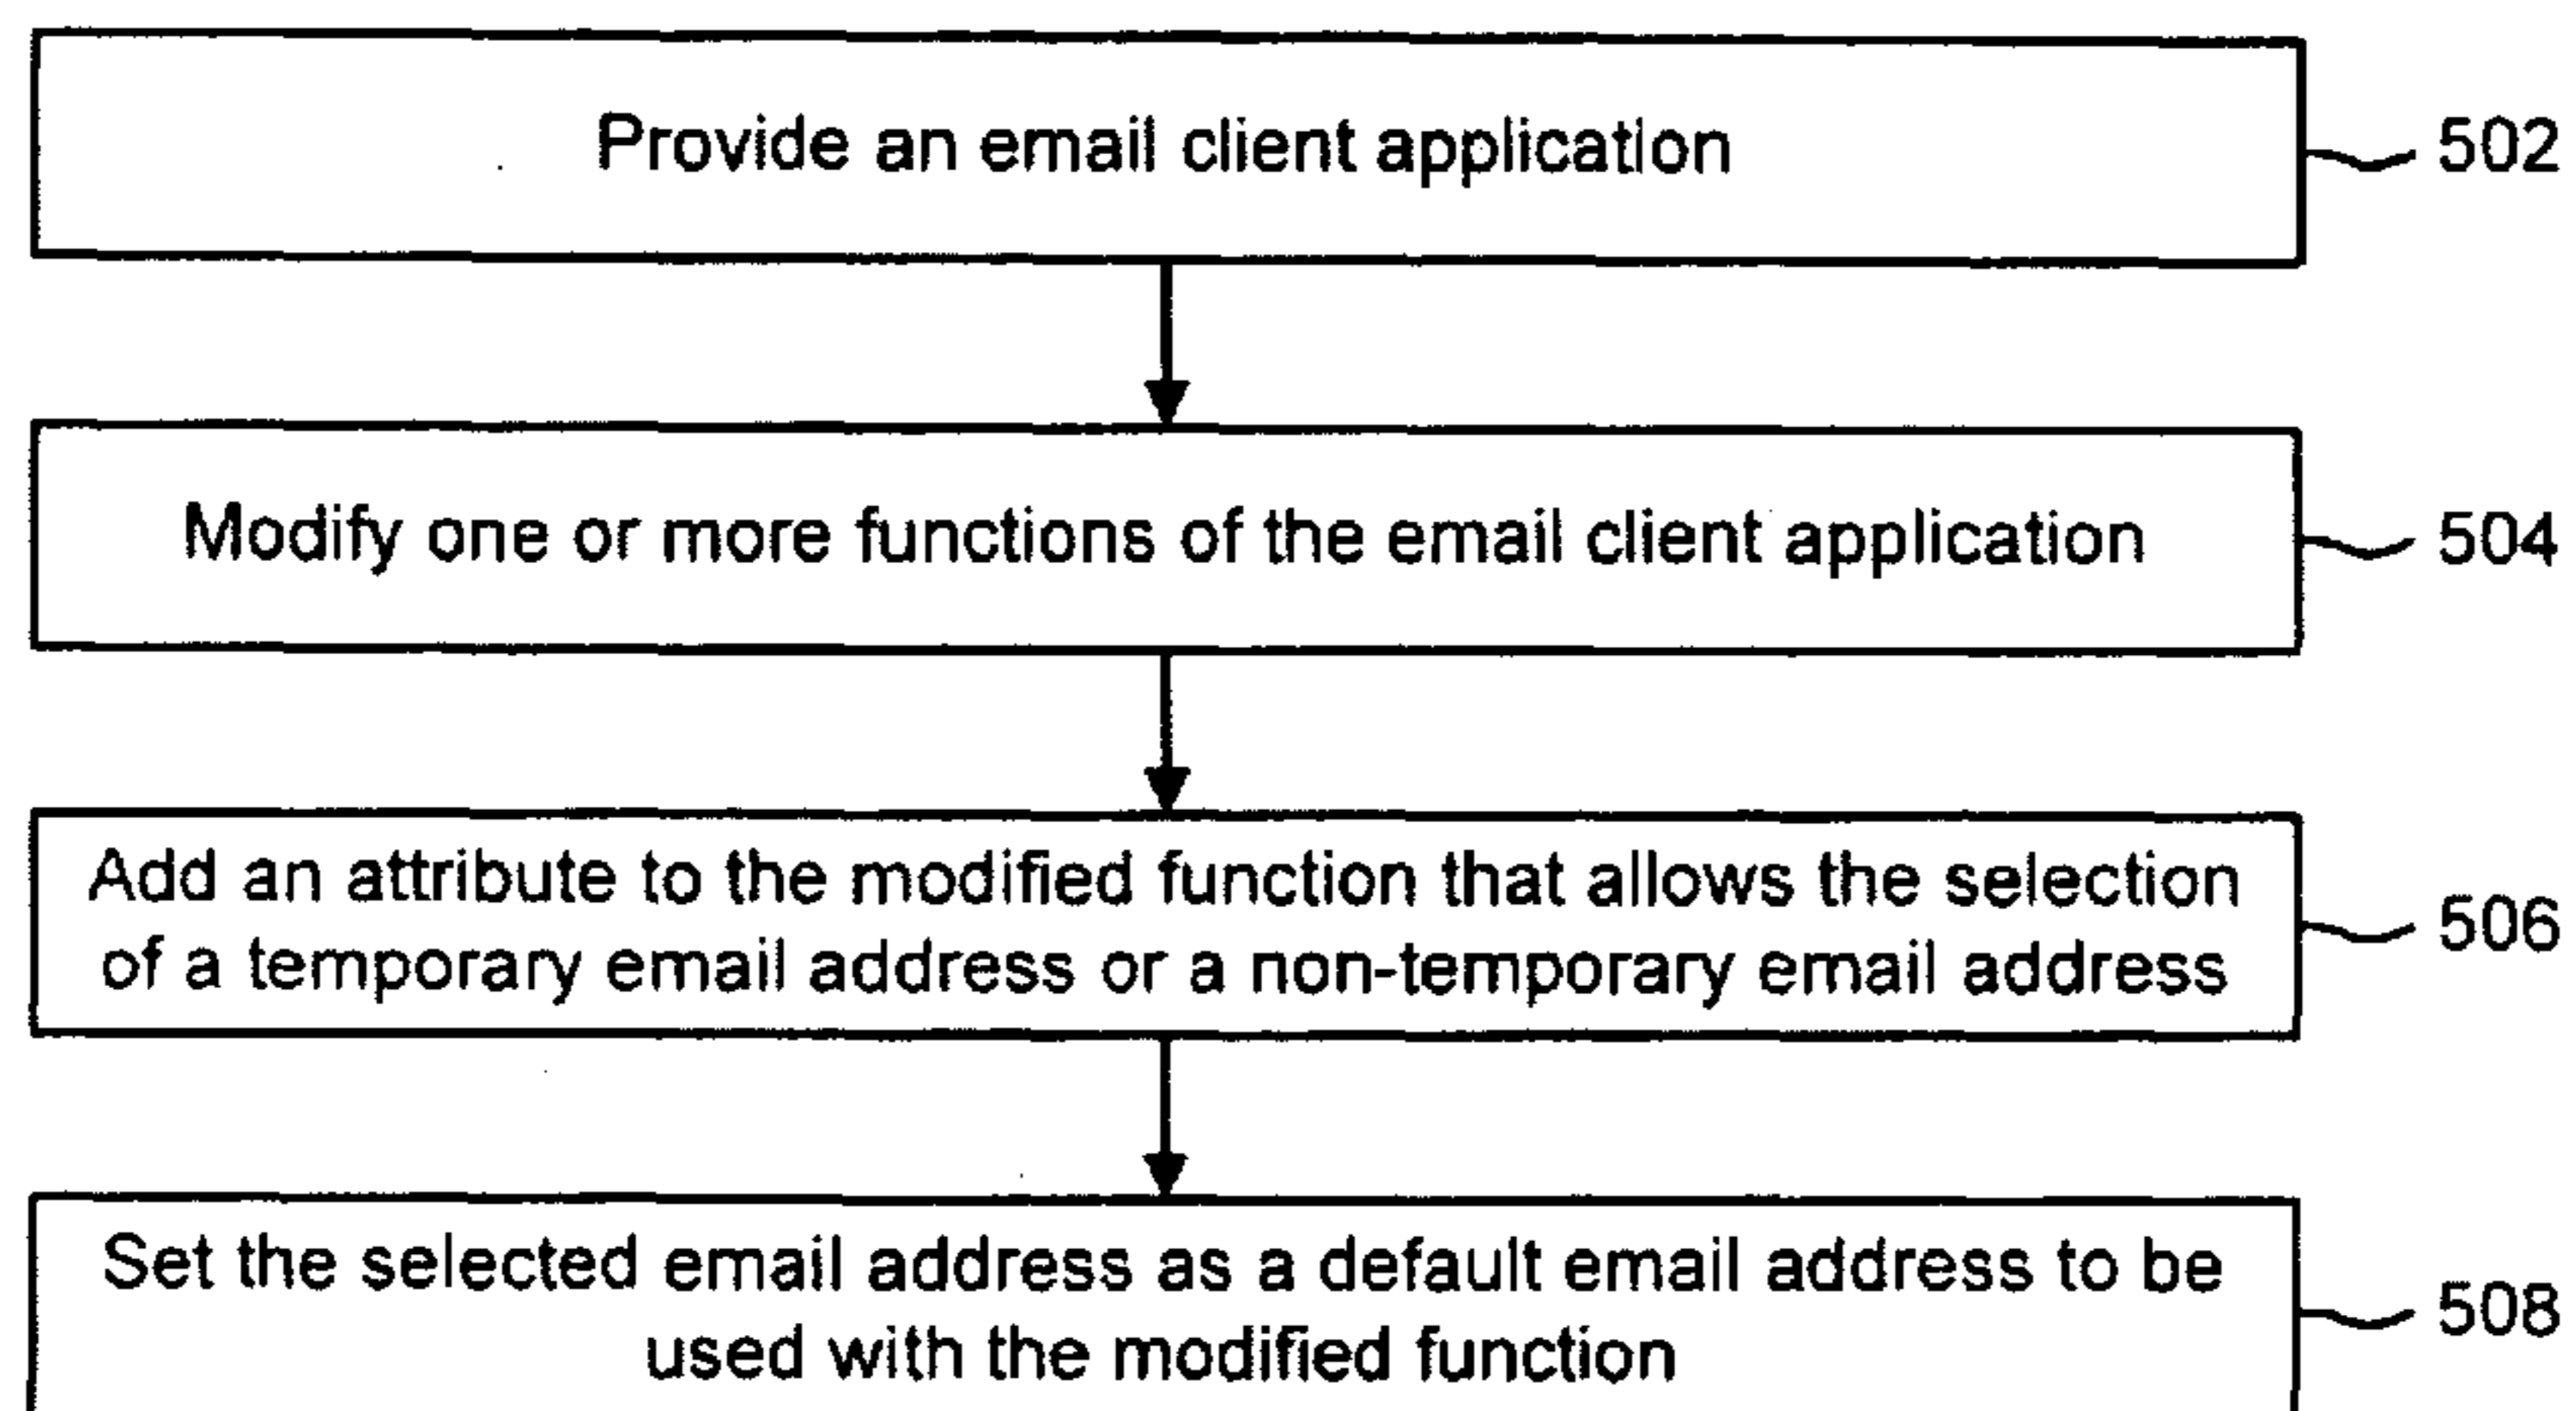 Provide an email client application
502
Modify one or more functions of the email client application
504
Add an attribute to the modified function that allows the selection
of a temporary email address or a non-temporary email address
506
Set the selected email address as a default email address to be
used with the modified function
508